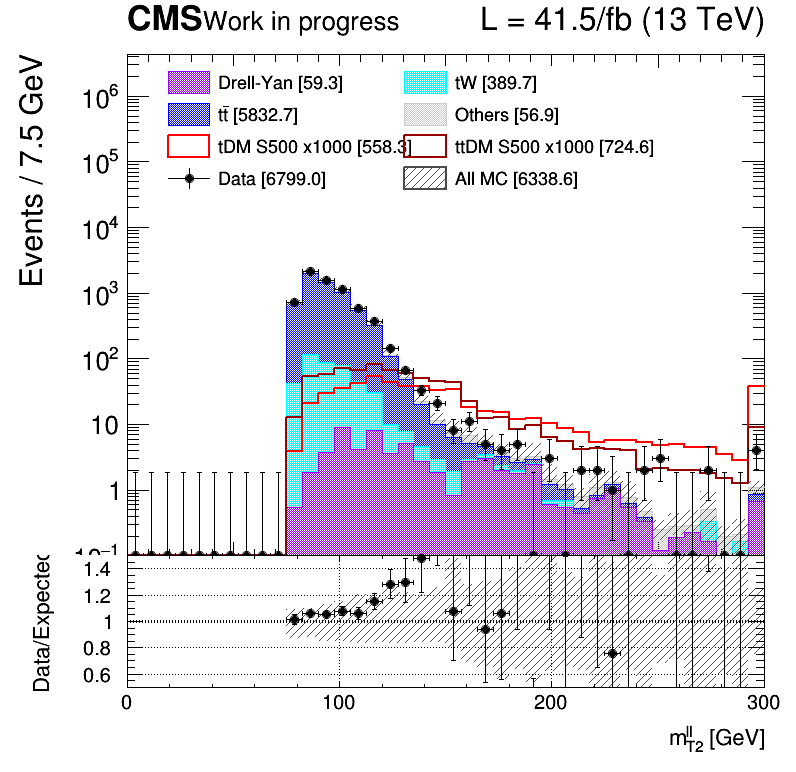 CMS Work in progress L = 41.5/fb (13 TeV)
Events / 7.5 GeV
Drell-Yan [59.3] tW [389.7]
tt̄ [5832.7] Others [56.9]
tDM S500 x1000 [558.3] ttDM S500 x1000 [724.6]
Data [6799.0] All MC [6338.6]
10⁶
10⁵
10⁴
10³
10²
10
1
10⁻¹
Data/Expected
1.4
1.2
1
0.8
0.6
0 100 200 300
m_{T2}^{ll} [GeV]